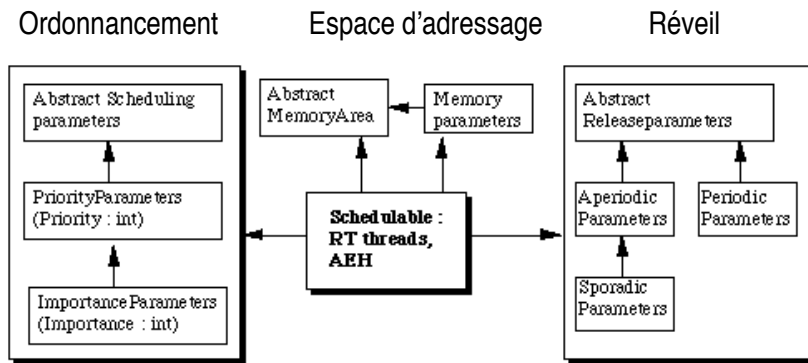 Ordonnancement
Espace d'adressage
Réveil
Abstract Scheduling
parameters
PriorityParameters
(Priority : int)
ImportanceParameters
(Importance : int)
Abstract
MemoryArea
Memory
parameters
Schedulable :
RT threads,
AEH
Abstract
Releaseparameters
Aperiodic
Parameters
Periodic
Parameters
Sporadic
Parameters